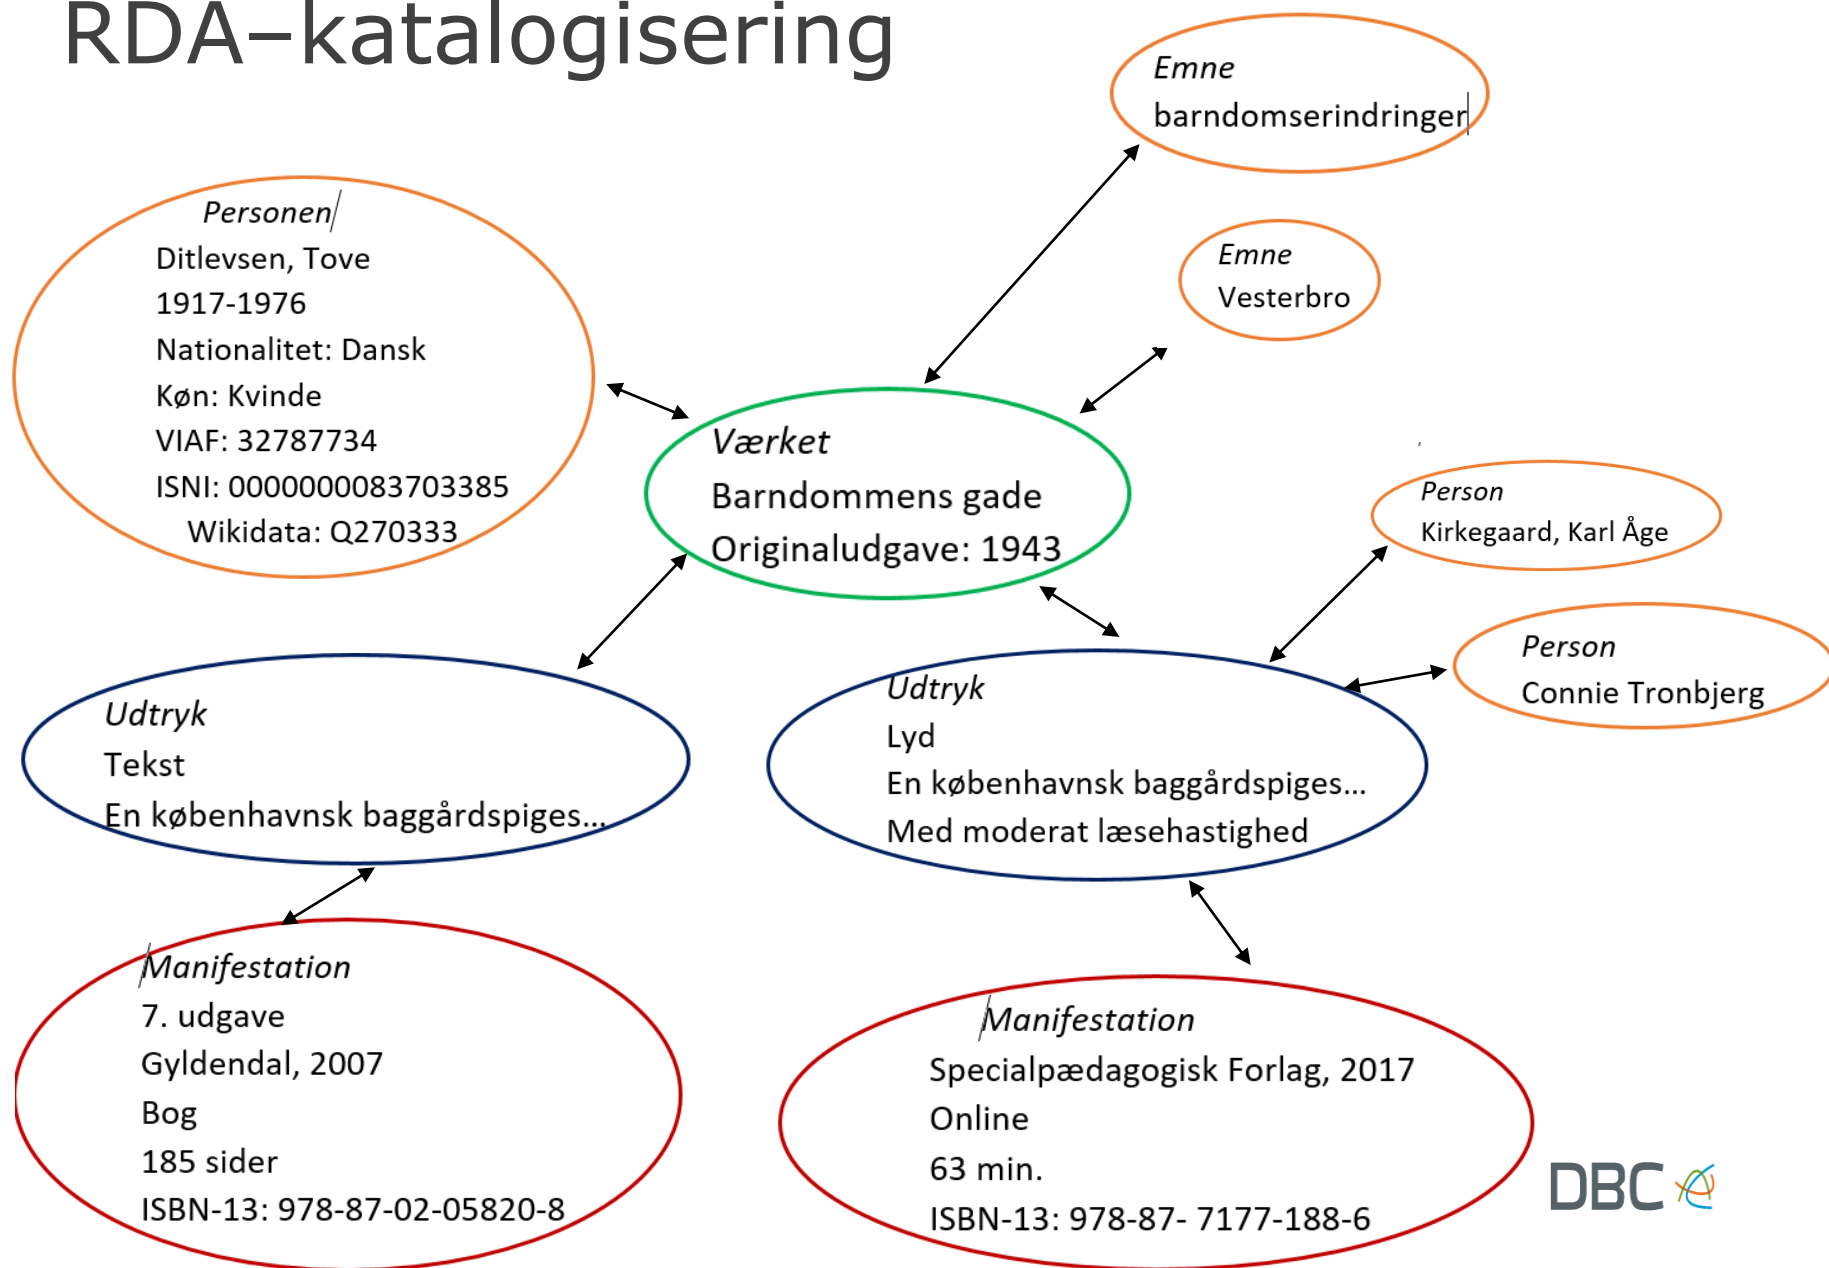 RDA–katalogisering
Emne
barndomserindringer
Personen
Ditlevsen, Tove
1917-1976
Nationalitet: Dansk
Køn: Kvinde
VIAF: 32787734
ISNI: 0000000083703385
Wikidata: Q270333
Emne
Vesterbro
Værket
Barndommens gade
Originaludgave: 1943
Person
Kirkegaard, Karl Åge
Person
Connie Tronbjerg
Udtryk
Tekst
En københavnsk baggårdspiges...
Udtryk
Lyd
En københavnsk baggårdspiges...
Med moderat læsehastighed
Manifestation
7. udgave
Gyldendal, 2007
Bog
185 sider
ISBN-13: 978-87-02-05820-8
Manifestation
Specialpædagogisk Forlag, 2017
Online
63 min.
ISBN-13: 978-87- 7177-188-6
DBC